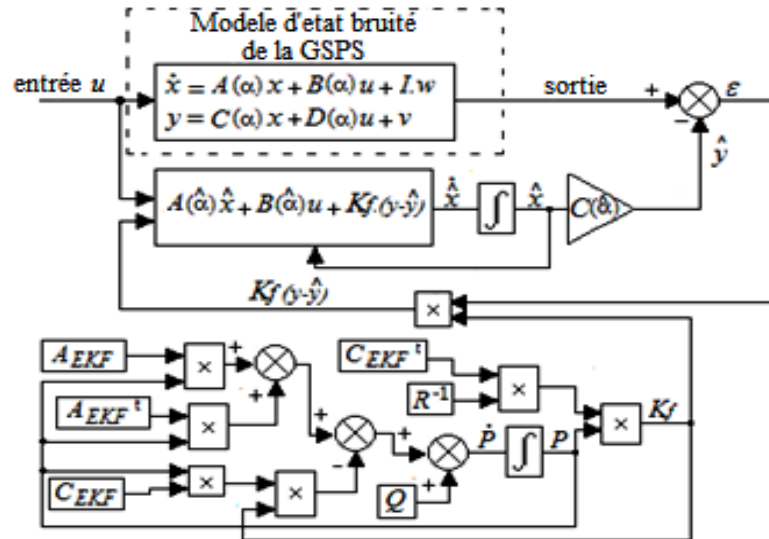 Modele d'etat bruité
de la GSPS
entrée u
ẋ = A(α) x + B(α) u + I.w
y = C(α) x + D(α) u + v
sortie
+
−
ε
ŷ
A(α̂) x̂ + B(α̂) u + Kf.(y-ŷ)
x̂̇
∫
x̂
C(α̂)
Kf (y-ŷ)
×
A_EKF
×
+
A_EKF^t
×
+
C_EKF
×
×
+
−
C_EKF^t
R^-1
×
+
+
Q
Ṗ
∫
P
×
Kf